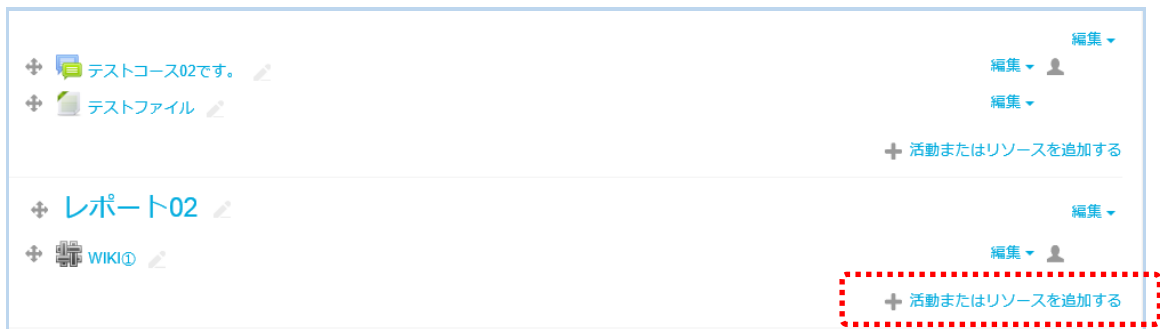 編集
テストコース02です。 編集
テストファイル 編集
活動またはリソースを追加する
レポート02 編集
WIKI① 編集
活動またはリソースを追加する